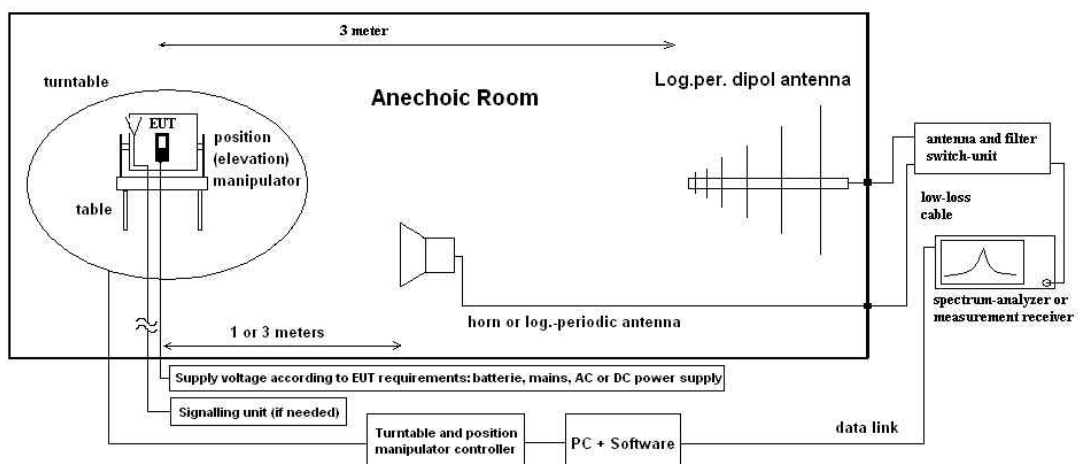 3 meter
turntable
Log.per. dipol antenna
Anechoic Room
EUT
position
(elevation)
manipulator
table
antenna and filter
switch-unit
low-loss
cable
spectrum-analyzer or
measurement receiver
horn or log.-periodic antenna
1 or 3 meters
Supply voltage according to EUT requirements: batterie, mains, AC or DC power supply
Signalling unit (if needed)
Turntable and position
manipulator controller
PC + Software
data link